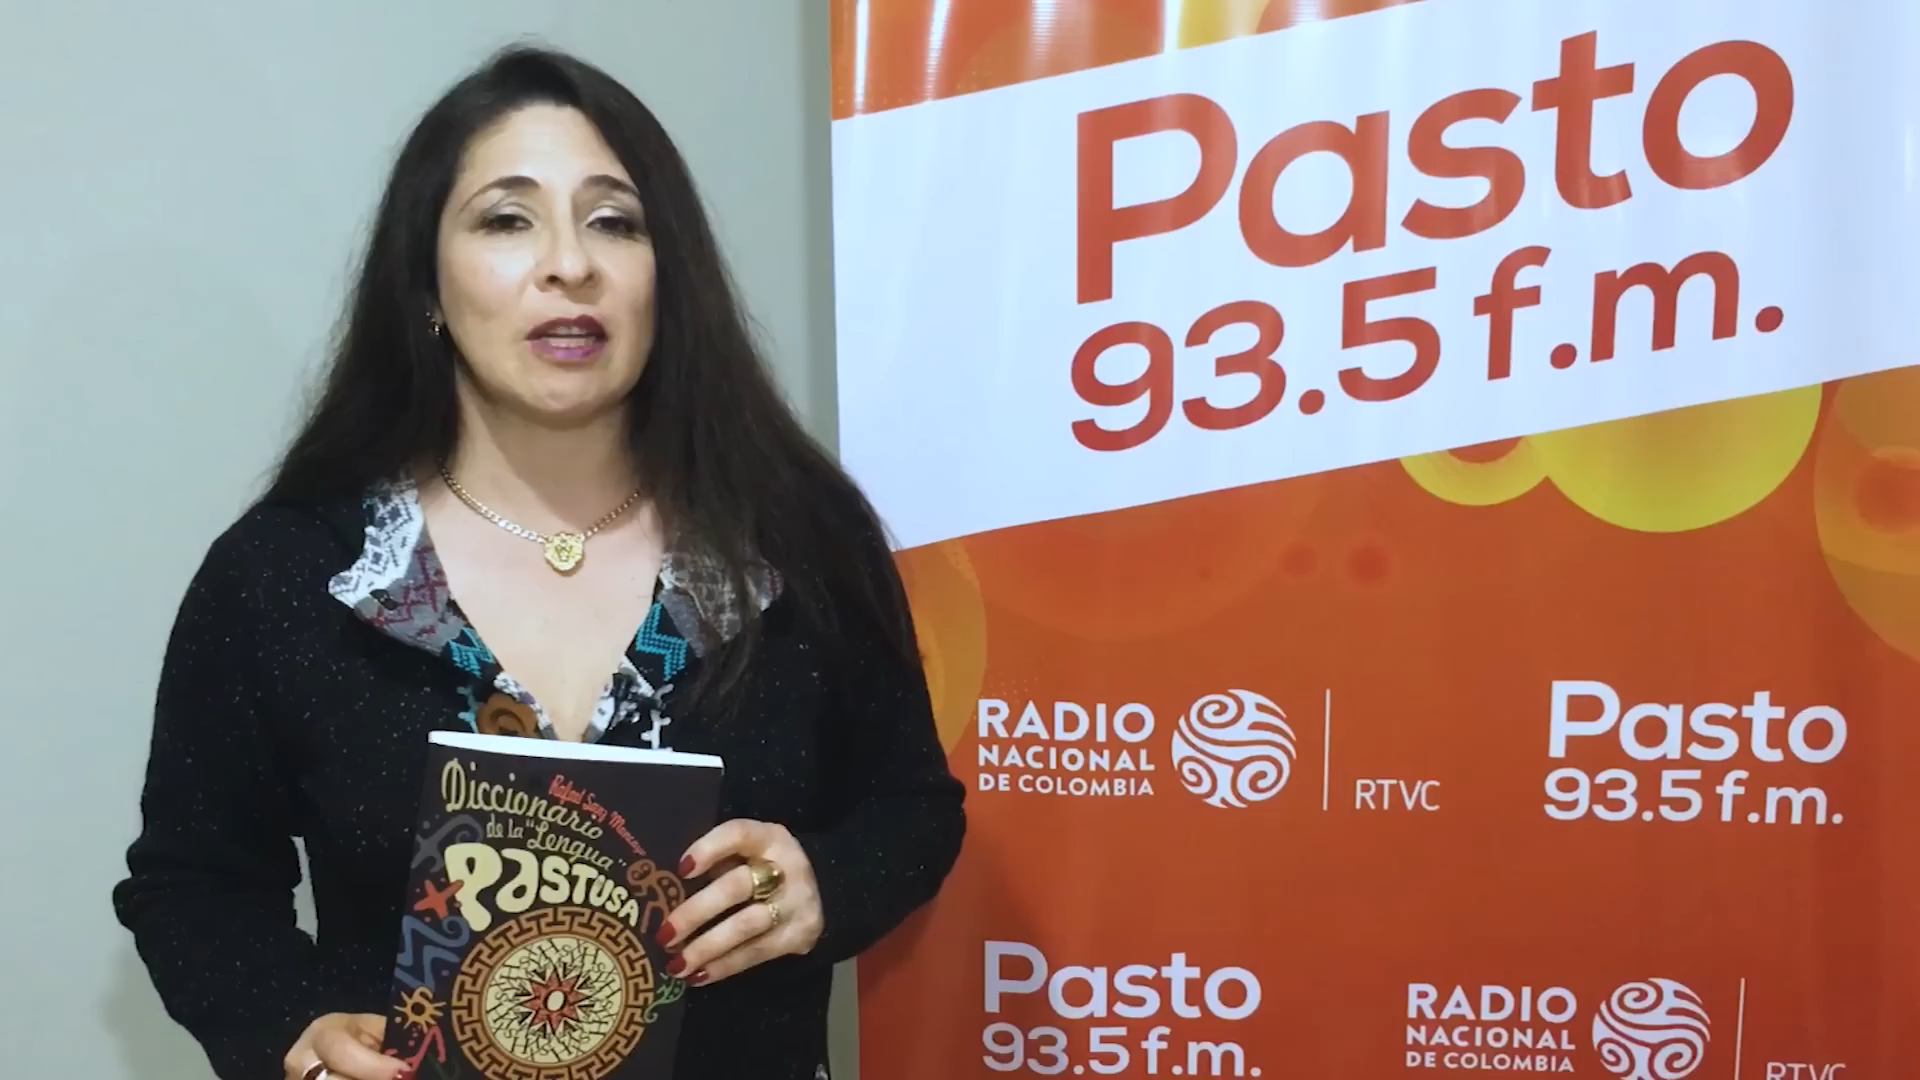 Pasto
93.5 f.m.
RADIO
NACIONAL
DE COLOMBIA
RTVC
Pasto
93.5 f.m.
Pasto
93.5 f.m.
RADIO
NACIONAL
DE COLOMBIA
RTVC
Diccionario
de la "Lengua"
PASTUSA
Rafael Sanz Moncayo